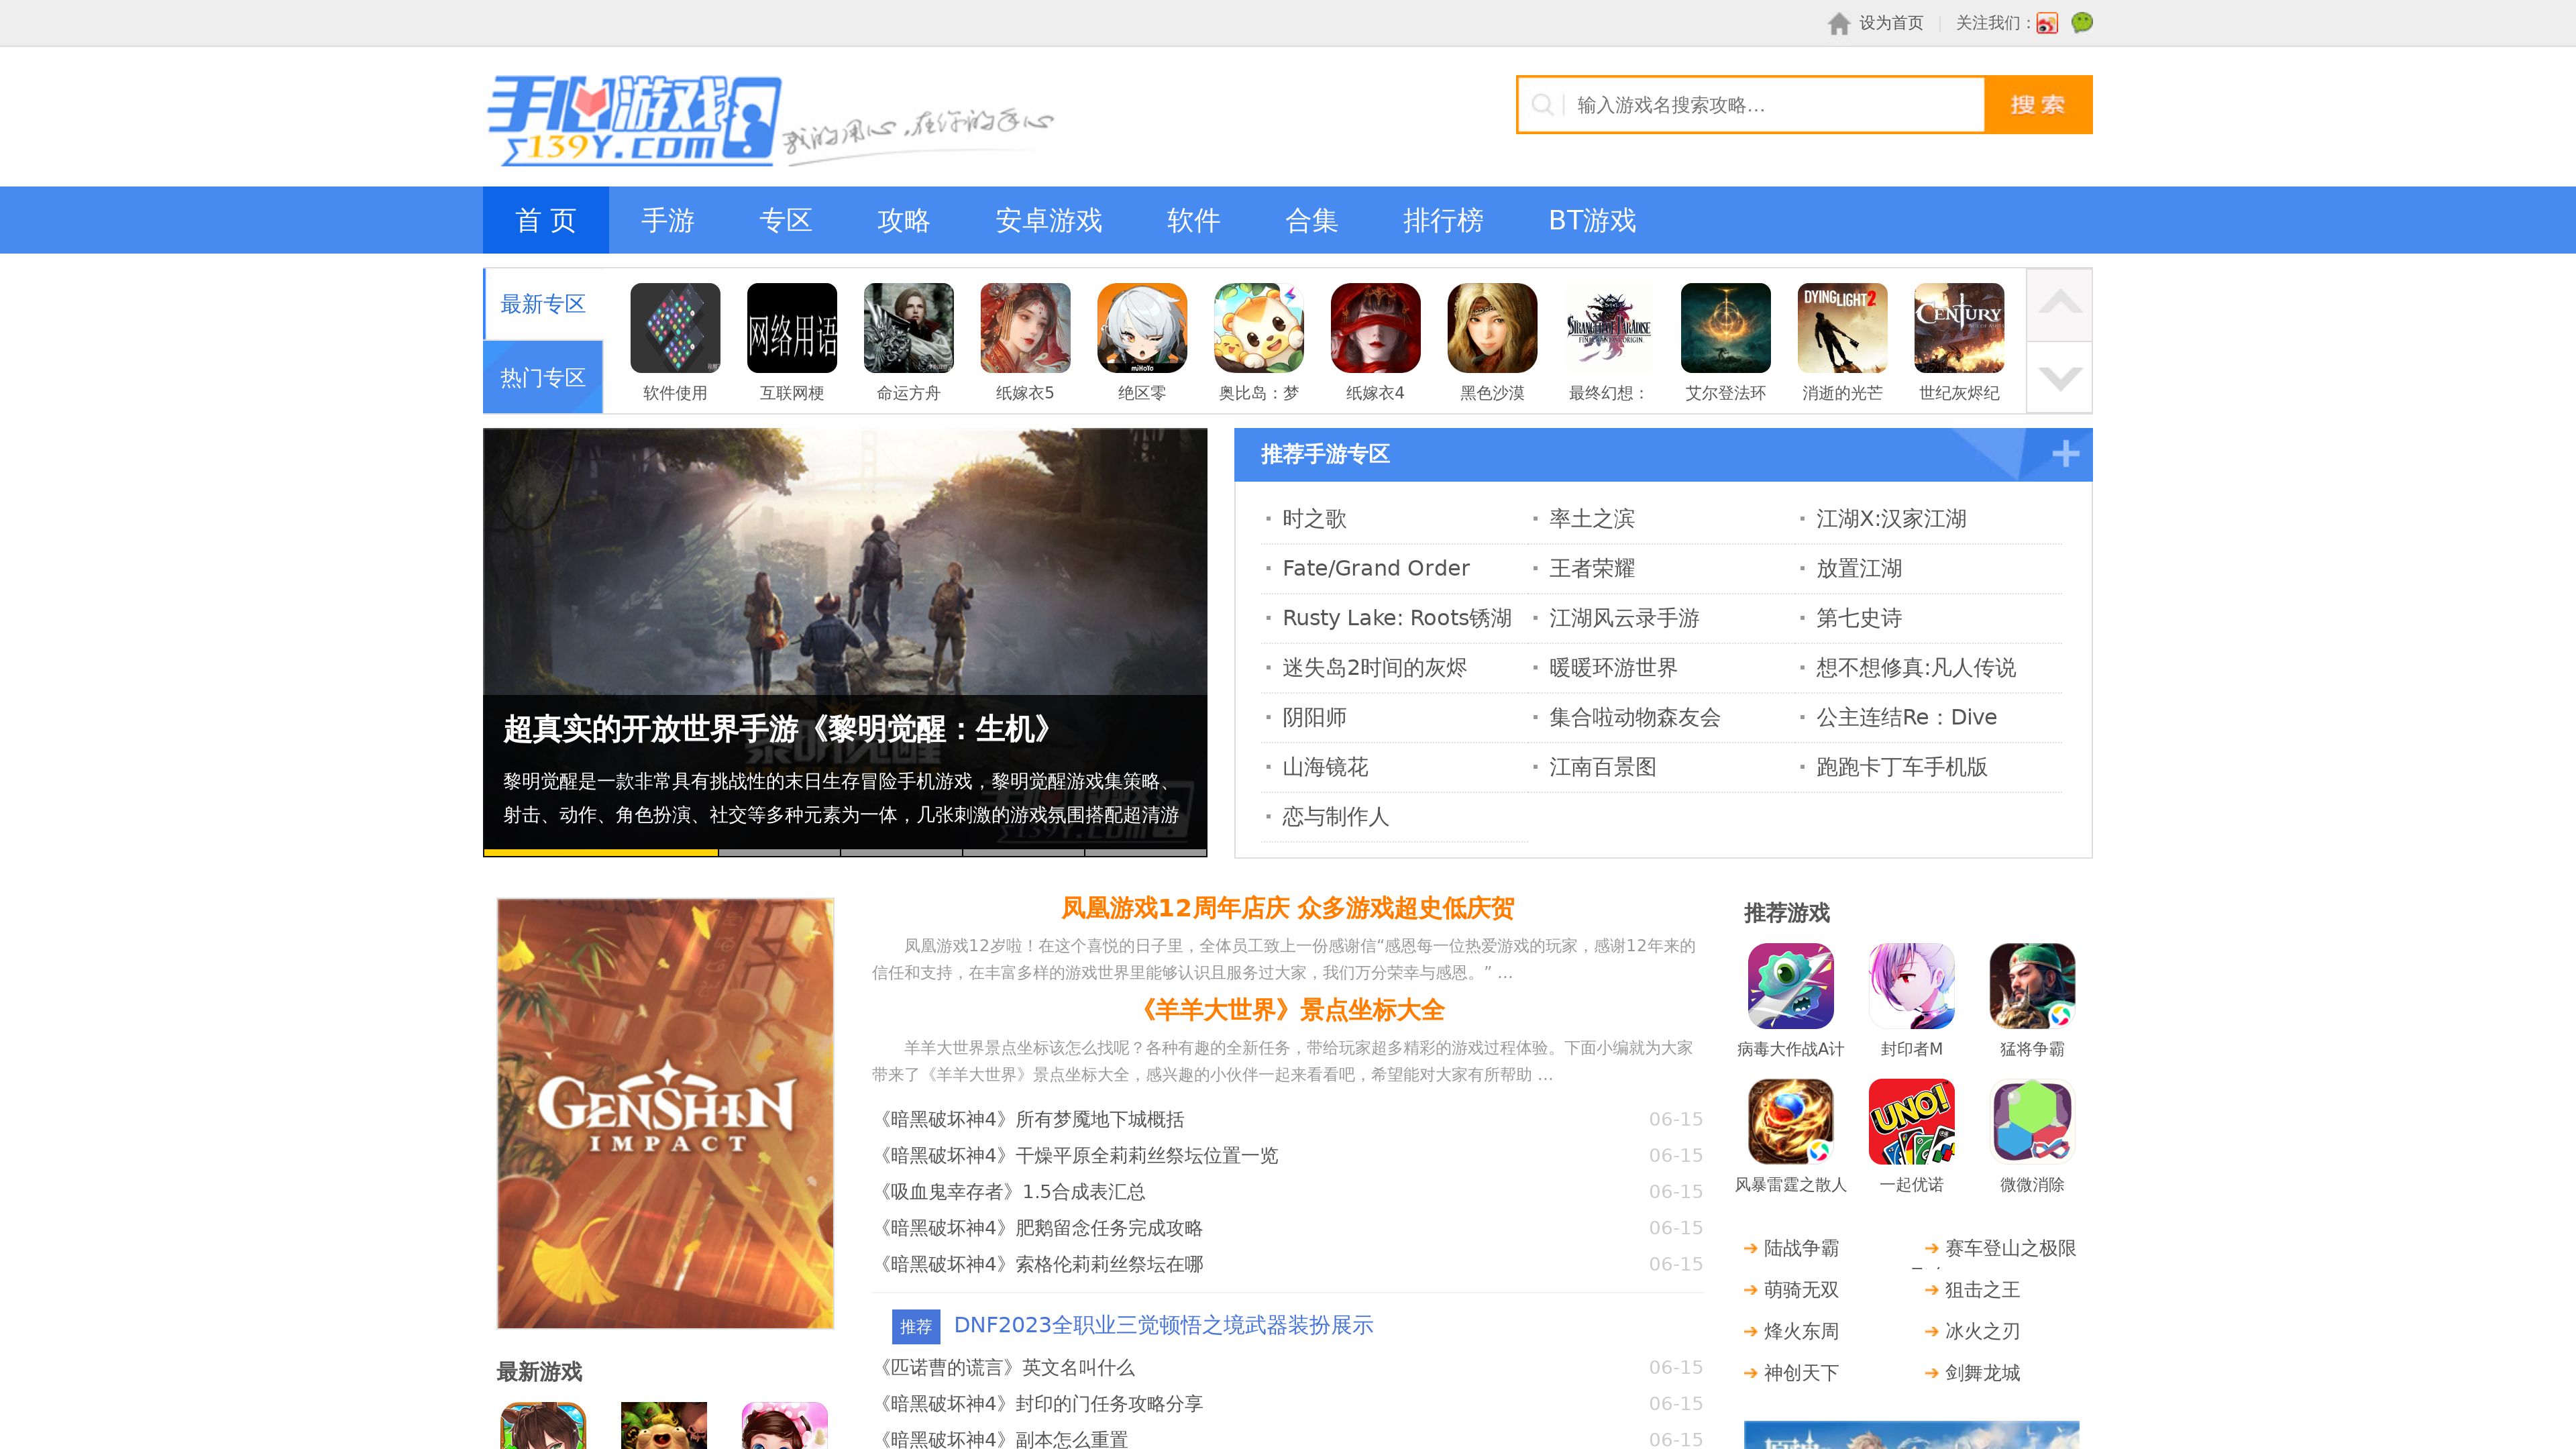 设为首页
关注我们：
手心游戏
139Y.com
我的用心,在你的手心
输入游戏名搜索攻略…
搜 索
首 页
手游
专区
攻略
安卓游戏
软件
合集
排行榜
BT游戏
最新专区
热门专区
网络用语
miHoYo
STRANGER OF PARADISE
DYING LIGHT 2
CENTURY
软件使用
互联网梗
命运方舟
纸嫁衣5
绝区零
奥比岛：梦
纸嫁衣4
黑色沙漠
最终幻想：
艾尔登法环
消逝的光芒
世纪灰烬纪
超真实的开放世界手游《黎明觉醒：生机》
黎明觉醒是一款非常具有挑战性的末日生存冒险手机游戏，黎明觉醒游戏集策略、
射击、动作、角色扮演、社交等多种元素为一体，几张刺激的游戏氛围搭配超清游
推荐手游专区
时之歌
率土之滨
江湖X:汉家江湖
Fate/Grand Order
王者荣耀
放置江湖
Rusty Lake: Roots锈湖
江湖风云录手游
第七史诗
迷失岛2时间的灰烬
暖暖环游世界
想不想修真:凡人传说
阴阳师
集合啦动物森友会
公主连结Re：Dive
山海镜花
江南百景图
跑跑卡丁车手机版
恋与制作人
GENSHIN
IMPACT
最新游戏
凤凰游戏12周年店庆 众多游戏超史低庆贺
凤凰游戏12岁啦！在这个喜悦的日子里，全体员工致上一份感谢信“感恩每一位热爱游戏的玩家，感谢12年来的
信任和支持，在丰富多样的游戏世界里能够认识且服务过大家，我们万分荣幸与感恩。” …
《羊羊大世界》景点坐标大全
羊羊大世界景点坐标该怎么找呢？各种有趣的全新任务，带给玩家超多精彩的游戏过程体验。下面小编就为大家
带来了《羊羊大世界》景点坐标大全，感兴趣的小伙伴一起来看看吧，希望能对大家有所帮助 …
《暗黑破坏神4》所有梦魇地下城概括 06-15
《暗黑破坏神4》干燥平原全莉莉丝祭坛位置一览 06-15
《吸血鬼幸存者》1.5合成表汇总 06-15
《暗黑破坏神4》肥鹅留念任务完成攻略 06-15
《暗黑破坏神4》索格伦莉莉丝祭坛在哪 06-15
推荐 DNF2023全职业三觉顿悟之境武器装扮展示
《匹诺曹的谎言》英文名叫什么 06-15
《暗黑破坏神4》封印的门任务攻略分享 06-15
《暗黑破坏神4》副本怎么重置 06-15
推荐游戏
病毒大作战A计
封印者M
猛将争霸
UNO!
风暴雷霆之散人
一起优诺
微微消除
陆战争霸
赛车登山之极限
萌骑无双
狙击之王
烽火东周
冰火之刃
神创天下
剑舞龙城